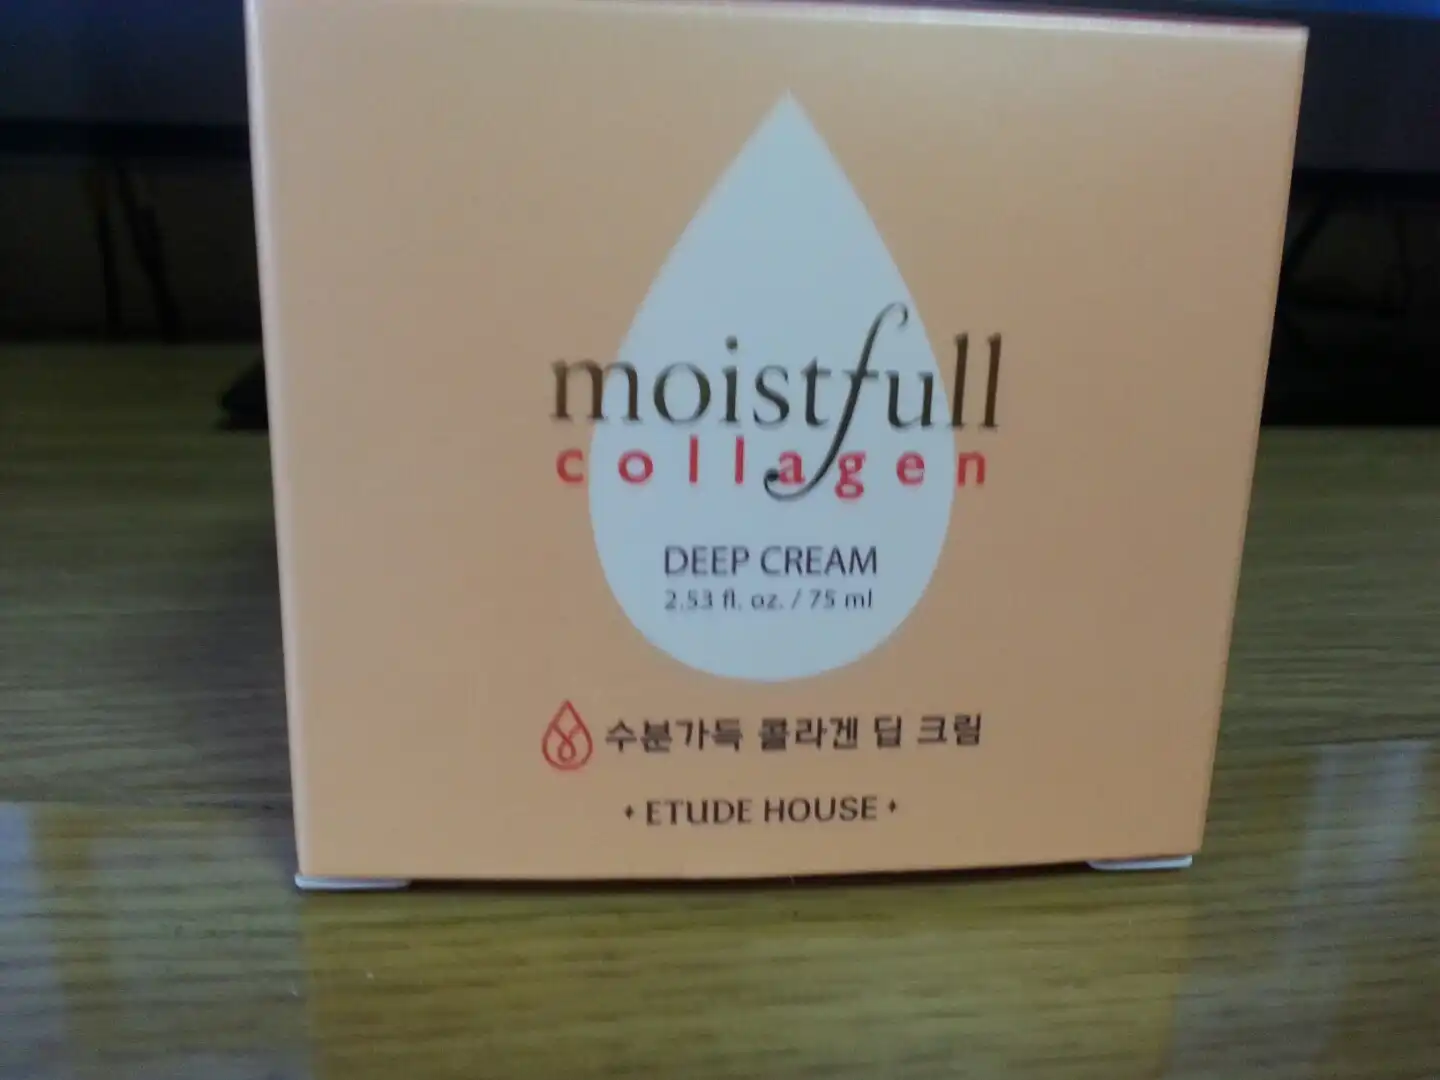 moistfull
collagen
DEEP CREAM
2.53 fl. oz. / 75 ml
수분가득 콜라겐 딥 크림
ETUDE HOUSE